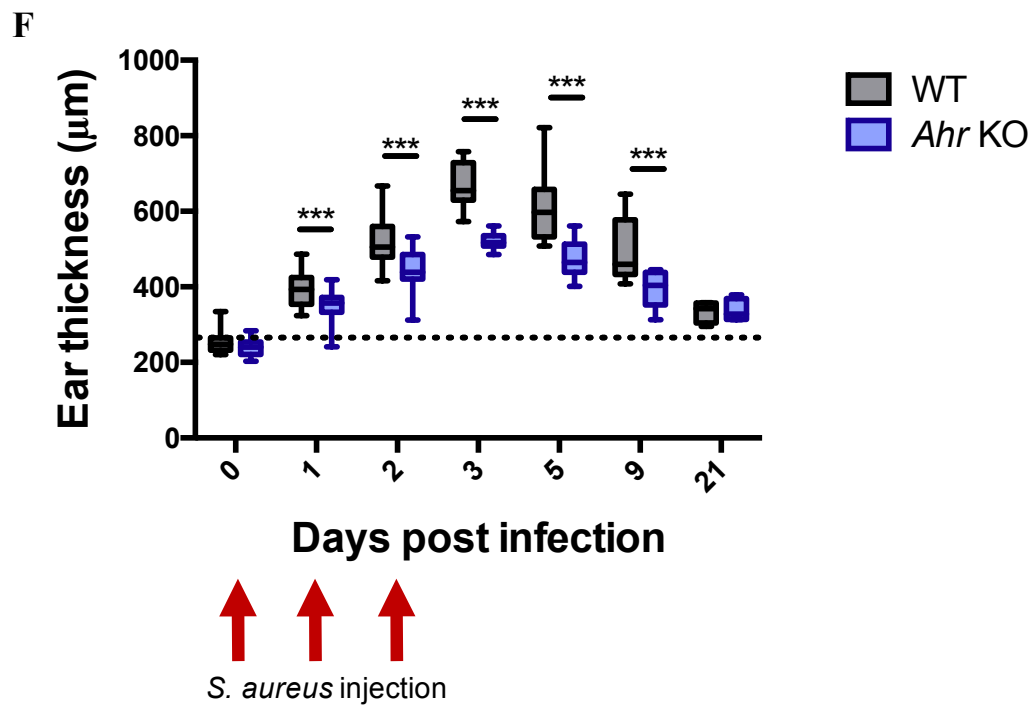 F
Ear thickness (μm)
1000
800
600
400
200
0
***
***
***
***
***
WT
Ahr KO
0 1 2 3 5 9 21
Days post infection
S. aureus injection